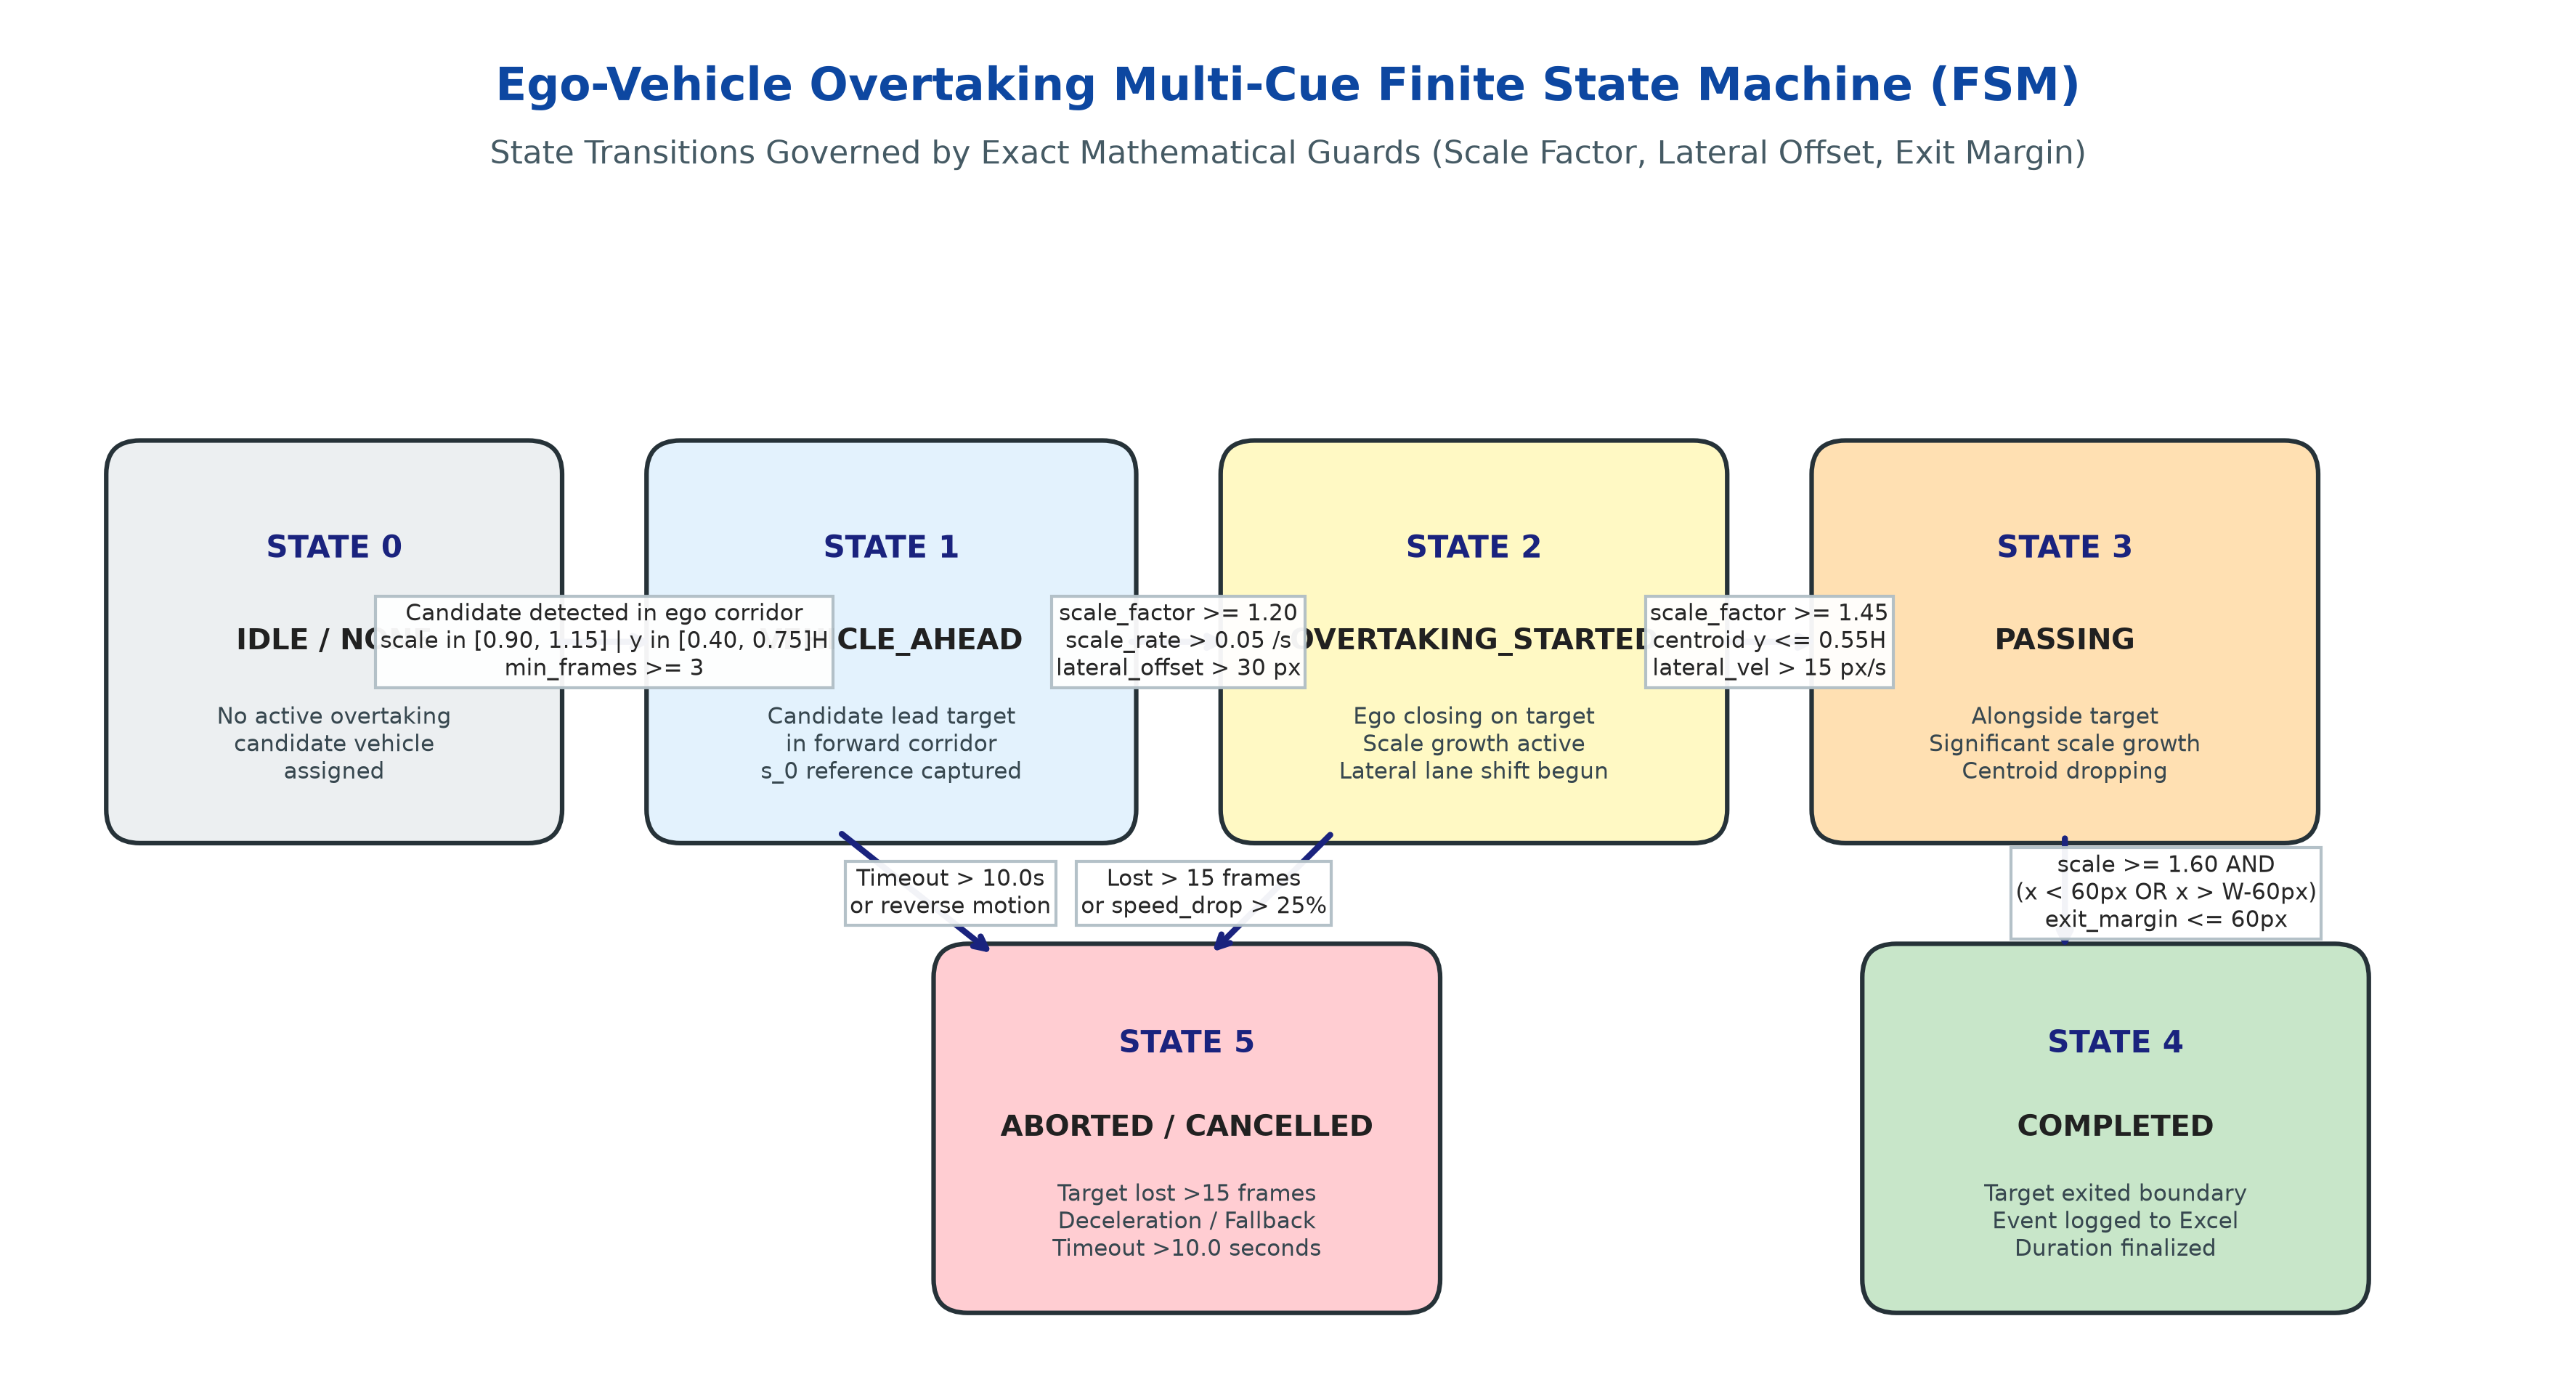 Ego-Vehicle Overtaking Multi-Cue Finite State Machine (FSM)
State Transitions Governed by Exact Mathematical Guards (Scale Factor, Lateral Offset, Exit Margin)
STATE 0
IDLE /
No active overtaking
candidate vehicle
assigned
Candidate detected in ego corridor
scale in [0.90, 1.15] | y in [0.40, 0.75]H
min_frames >= 3
STATE 1
CLE_AHEAD
Candidate lead target
in forward corridor
s_0 reference captured
scale_factor >= 1.20
scale_rate > 0.05 /s
lateral_offset > 30 px
STATE 2
OVERTAKING_STARTED
Ego closing on target
Scale growth active
Lateral lane shift begun
scale_factor >= 1.45
centroid y <= 0.55H
lateral_vel > 15 px/s
STATE 3
PASSING
Alongside target
Significant scale growth
Centroid dropping
Timeout > 10.0s
or reverse motion
Lost > 15 frames
or speed_drop > 25%
scale >= 1.60 AND
(x < 60px OR x > W-60px)
exit_margin <= 60px
STATE 5
ABORTED / CANCELLED
Target lost >15 frames
Deceleration / Fallback
Timeout >10.0 seconds
STATE 4
COMPLETED
Target exited boundary
Event logged to Excel
Duration finalized